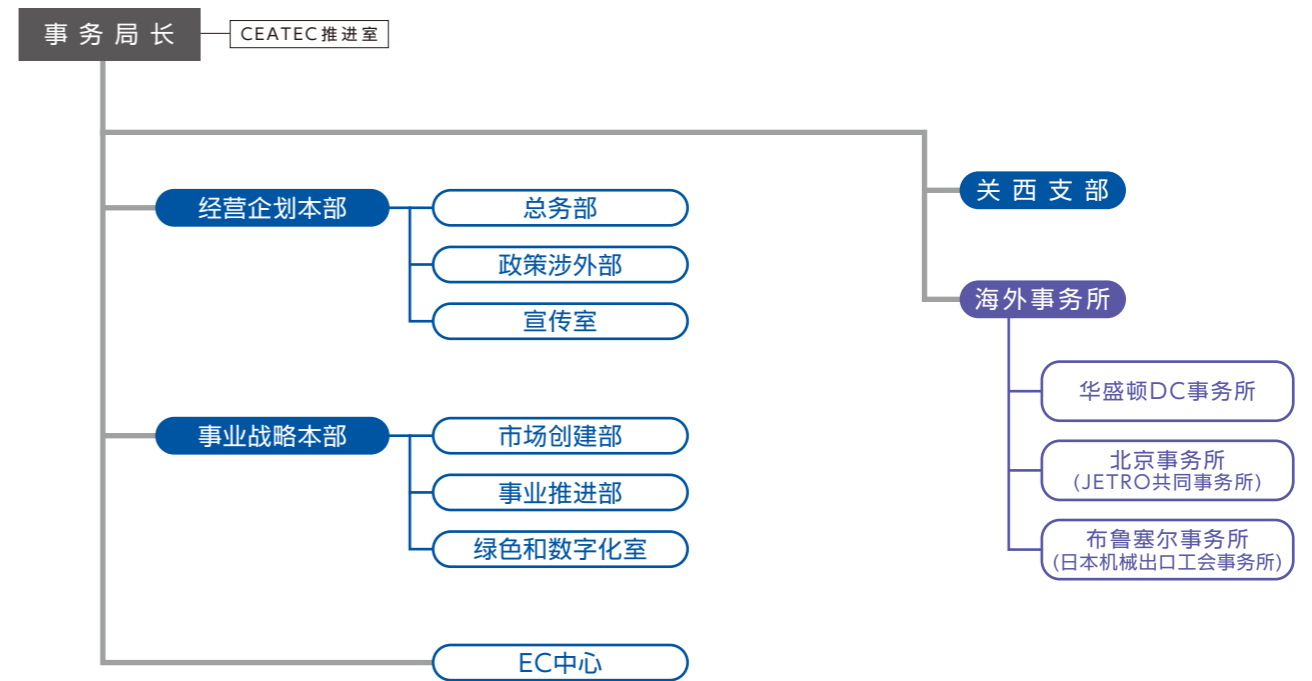 事务局长
CEATEC推进室
经营企划本部
总务部
政策涉外部
宣传室
事业战略本部
市场创建部
事业推进部
绿色和数字化室
EC中心
关西支部
海外事务所
华盛顿DC事务所
北京事务所
(JETRO共同事务所)
布鲁塞尔事务所
(日本机械出口工会事务所)